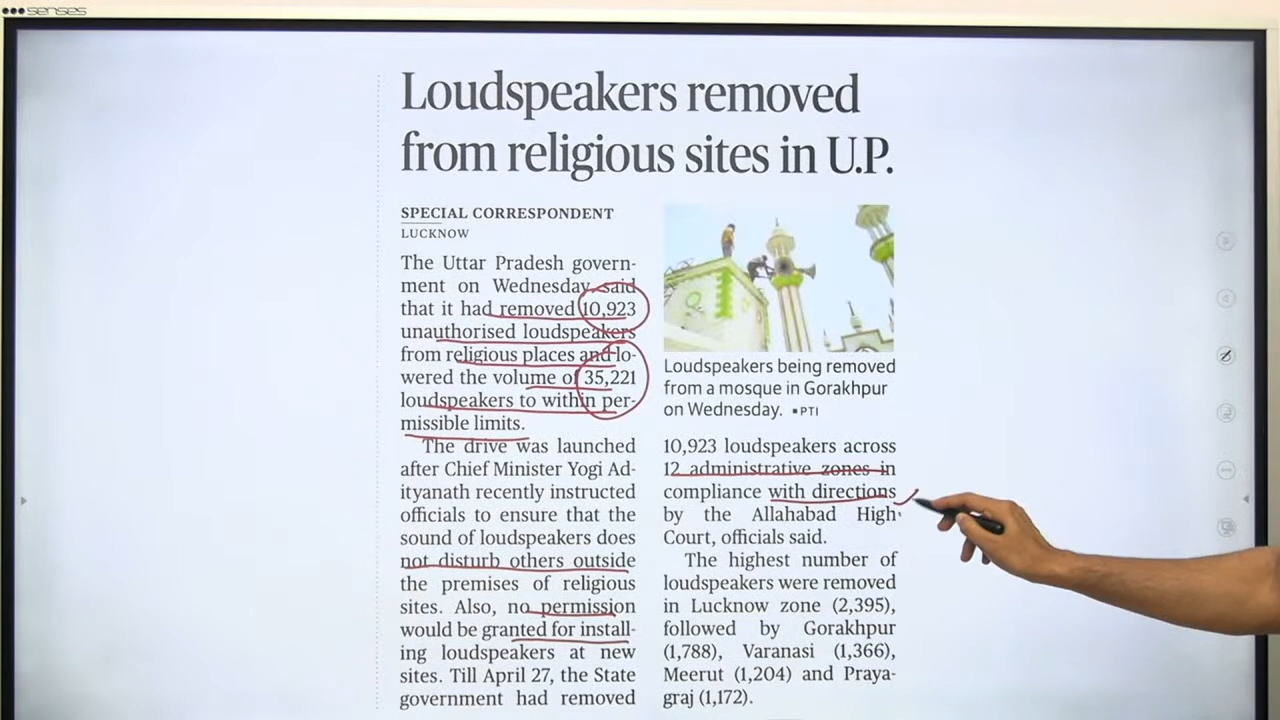 senses
Loudspeakers removed
from religious sites in U.P.
SPECIAL CORRESPONDENT
LUCKNOW
The Uttar Pradesh govern-
ment on Wednesday said
that it had removed 10,923
unauthorised loudspeakers
from religious places and lo-
wered the volume of 35,221
loudspeakers to within per-
missible limits.
The drive was launched
after Chief Minister Yogi Ad-
ityanath recently instructed
officials to ensure that the
sound of loudspeakers does
not disturb others outside
the premises of religious
sites. Also, no permission
would be granted for install-
ing loudspeakers at new
sites. Till April 27, the State
government had removed
Loudspeakers being removed
from a mosque in Gorakhpur
on Wednesday. ▪PTI
10,923 loudspeakers across
12 administrative zones in
compliance with directions
by the Allahabad High
Court, officials said.
The highest number of
loudspeakers were removed
in Lucknow zone (2,395),
followed by Gorakhpur
(1,788), Varanasi (1,366),
Meerut (1,204) and Praya-
graj (1,172).